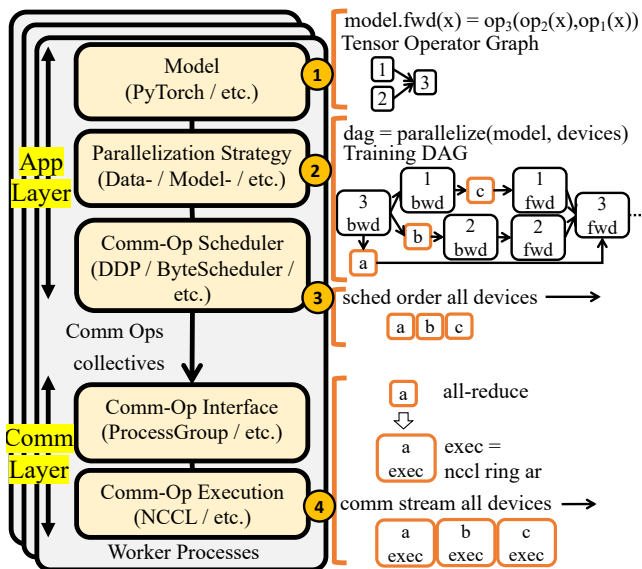 Model
(PyTorch / etc.)
1
Parallelization Strategy
(Data- / Model- / etc.)
2
App
Layer
Comm-Op Scheduler
(DDP / ByteScheduler /
etc.)
3
Comm Ops
collectives
Comm-Op Interface
(ProcessGroup / etc.)
Comm
Layer
Comm-Op Execution
(NCCL / etc.)
4
Worker Processes
model.fwd(x) = op₃(op₂(x),op₁(x))
Tensor Operator Graph
1
2
3
dag = parallelize(model, devices)
Training DAG
3
bwd
1
bwd
c
1
fwd
b
2
bwd
2
fwd
3
fwd
...
a
sched order all devices
a b c
a all-reduce
a
exec
exec =
nccl ring ar
comm stream all devices
a b c
exec exec exec